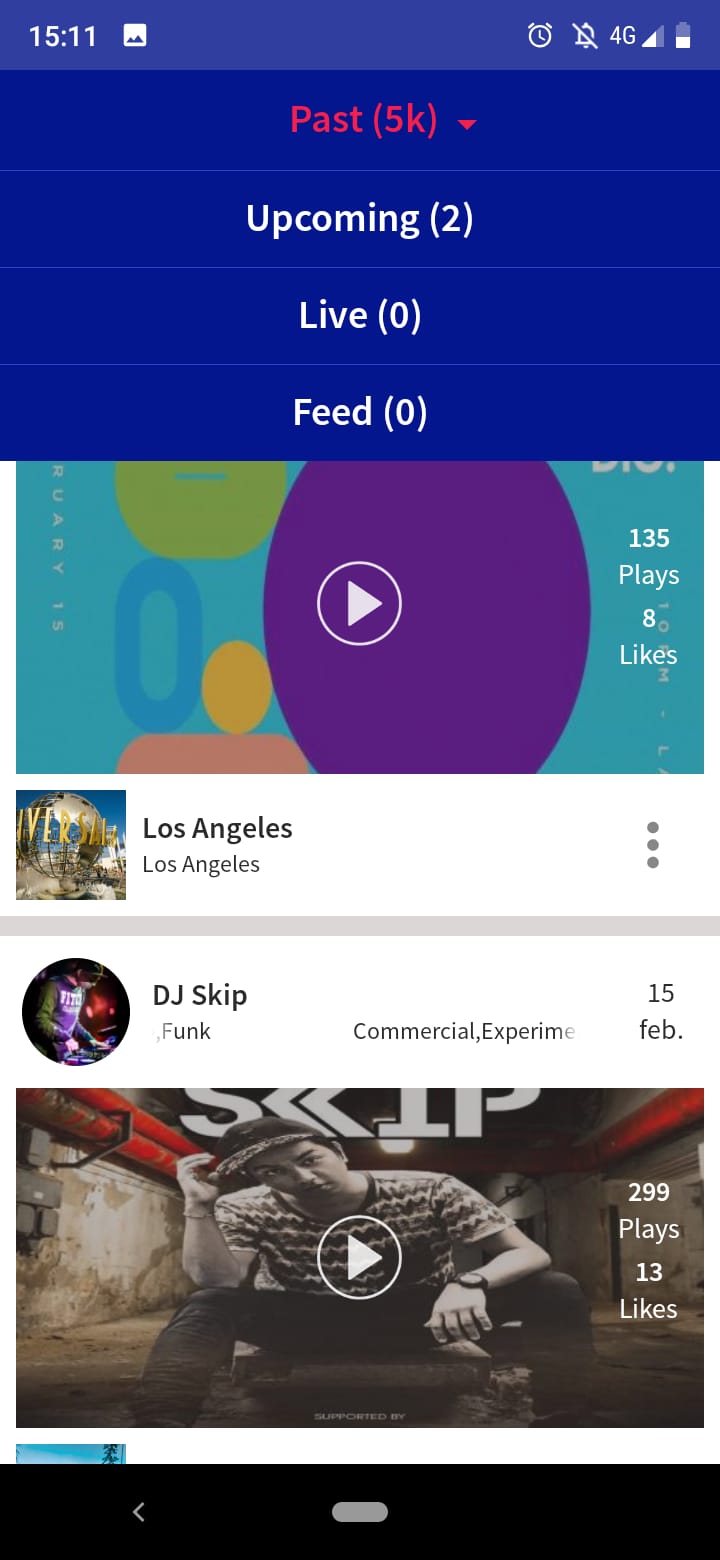 15:11
4G
Past (5k)
Upcoming (2)
Live (0)
Feed (0)
RUARY 15
135
Plays
8
Likes
Los Angeles
Los Angeles
DJ Skip
,Funk Commercial,Experime
15
feb.
SKIP
299
Plays
13
Likes
SUPPORTED BY